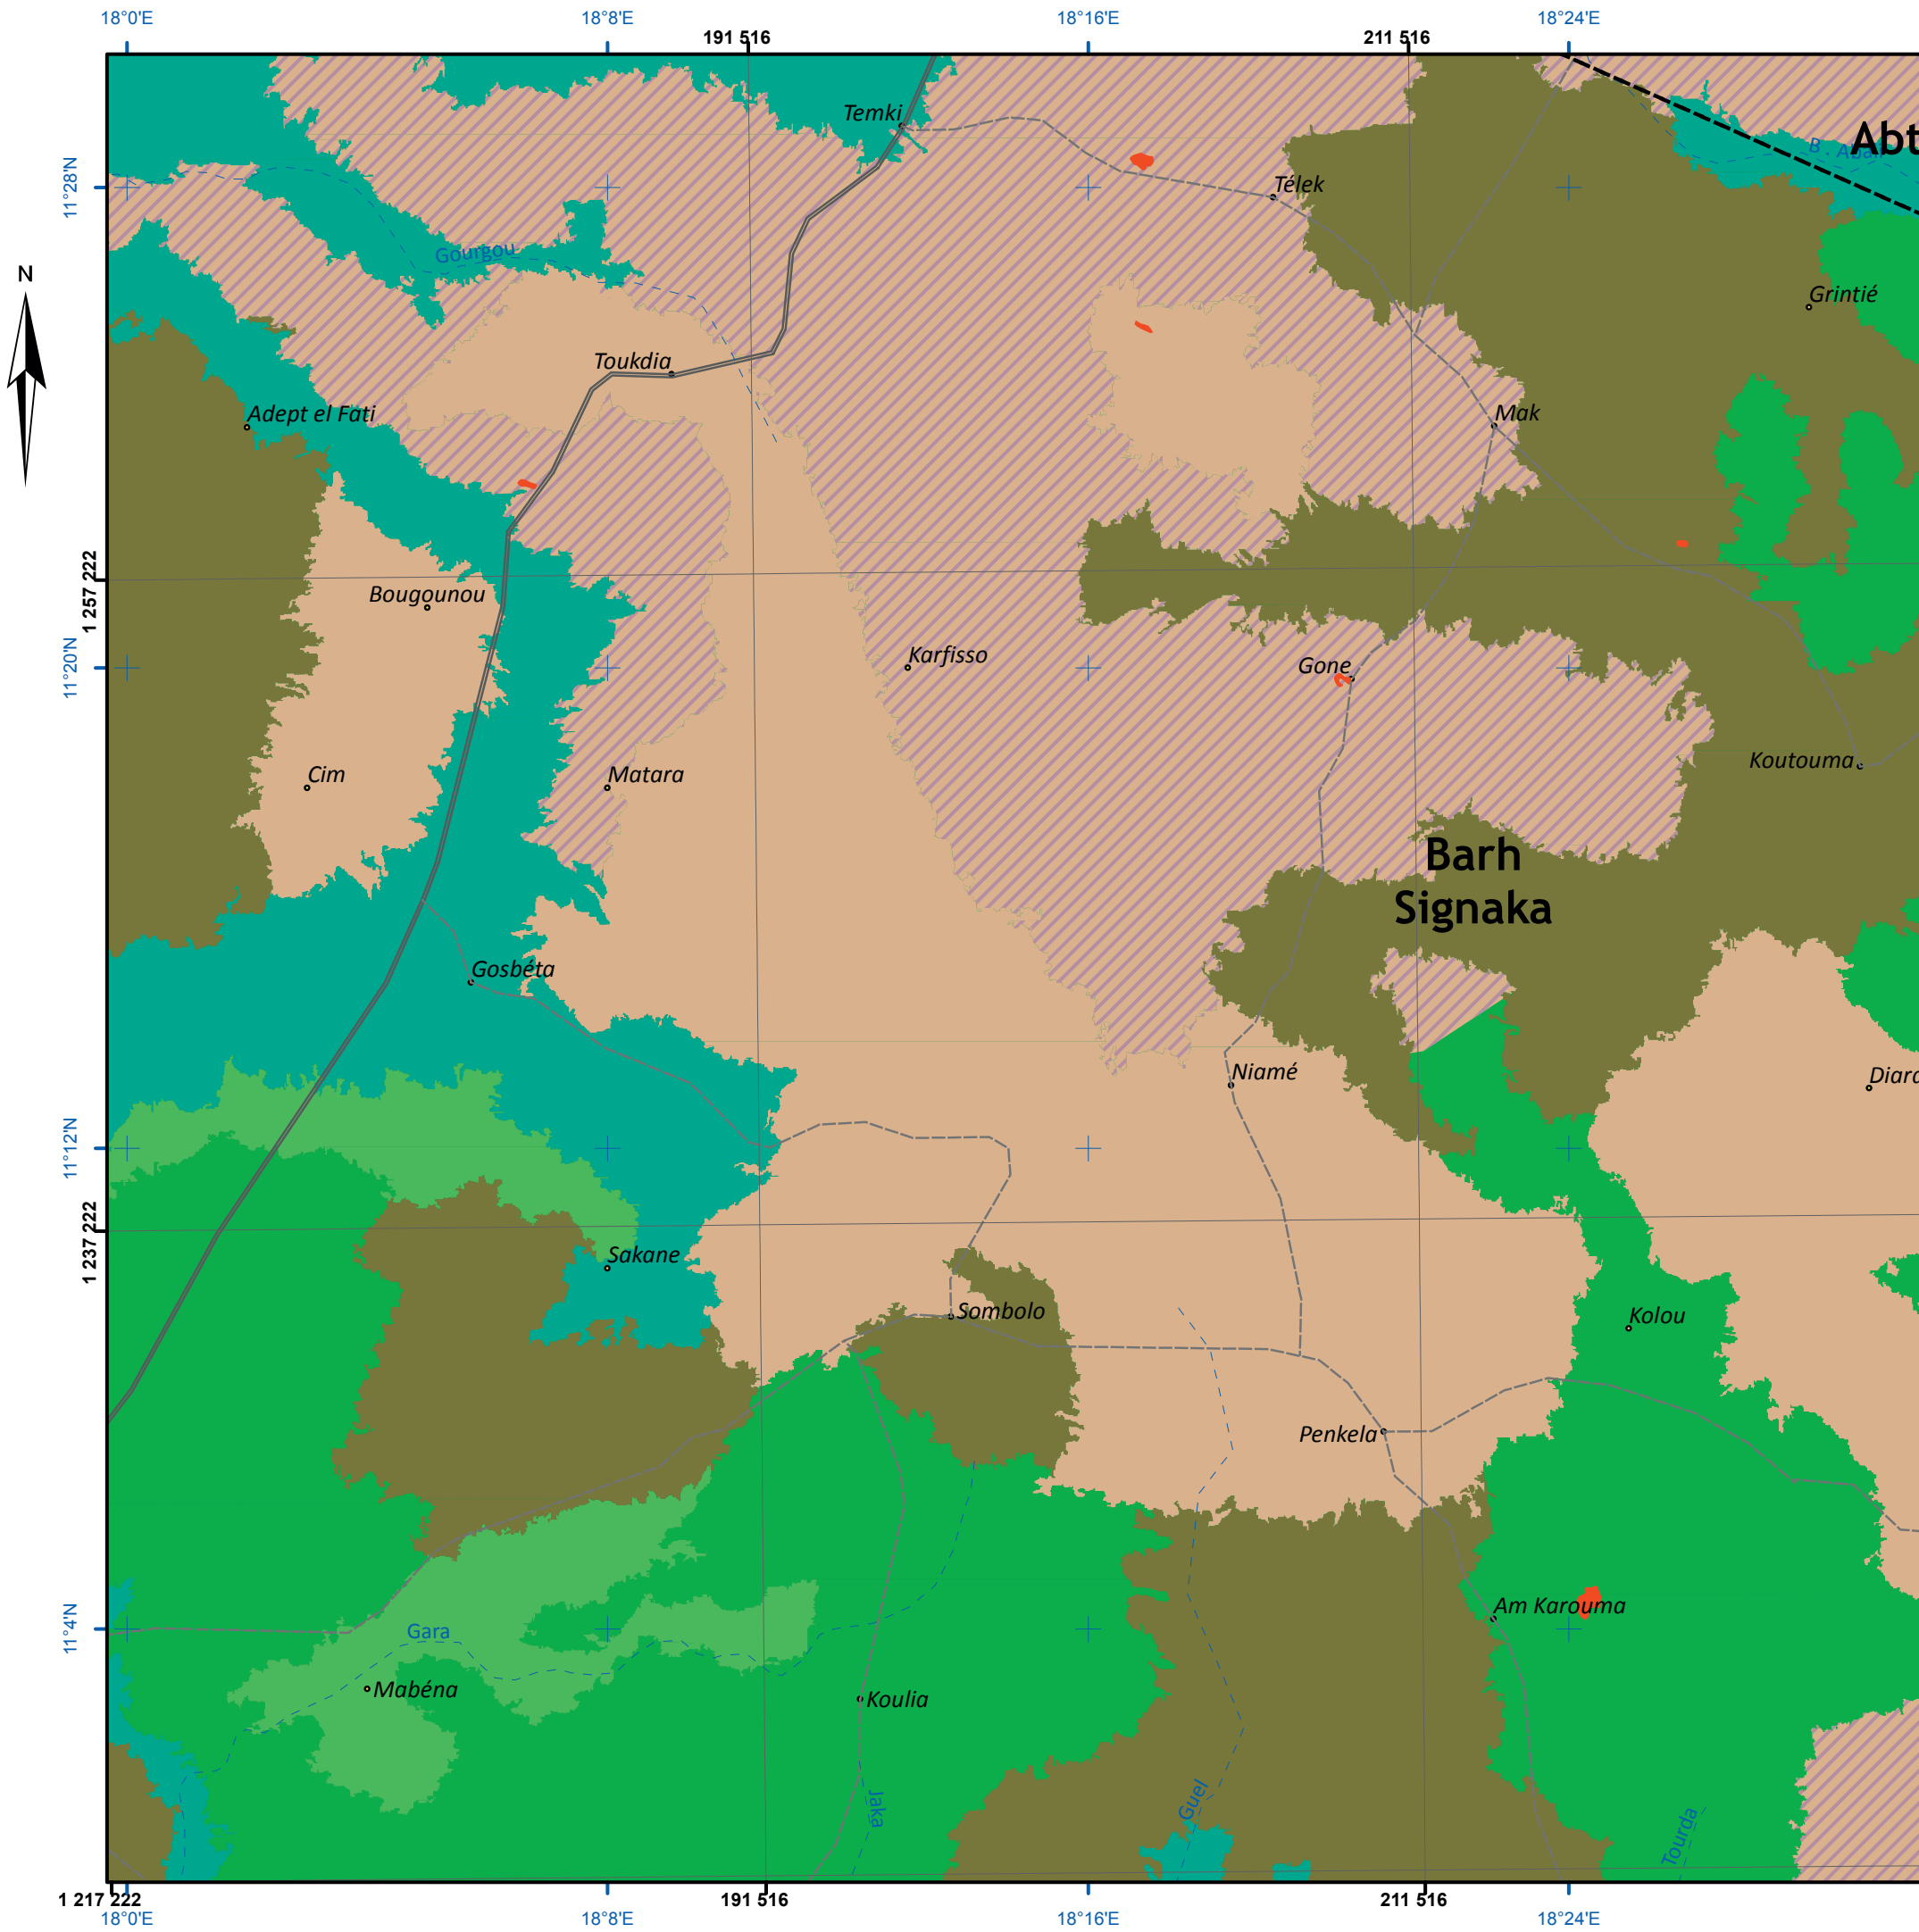 18°0'E 18°8'E 18°16'E 18°24'E
191 516 211 516
Temki
Abt
B. Aball
11°28'N
Télek
Gourgou
N
Grintié
Toukdia
Adept el Fati
Mak
1 257 222
Bougounou
Karfisso
Gone
11°20'N
Koutouma
Cim
Matara
Barh
Signaka
Gosbéta
Niamé
Diara
11°12'N
1 237 222
Sakane
Sombolo
Kolou
Penkela
Am Karouma
11°4'N
Gara
Mabéna
Koulia
Jaka
Guel
Tourda
1 217 222 191 516 211 516
18°0'E 18°8'E 18°16'E 18°24'E